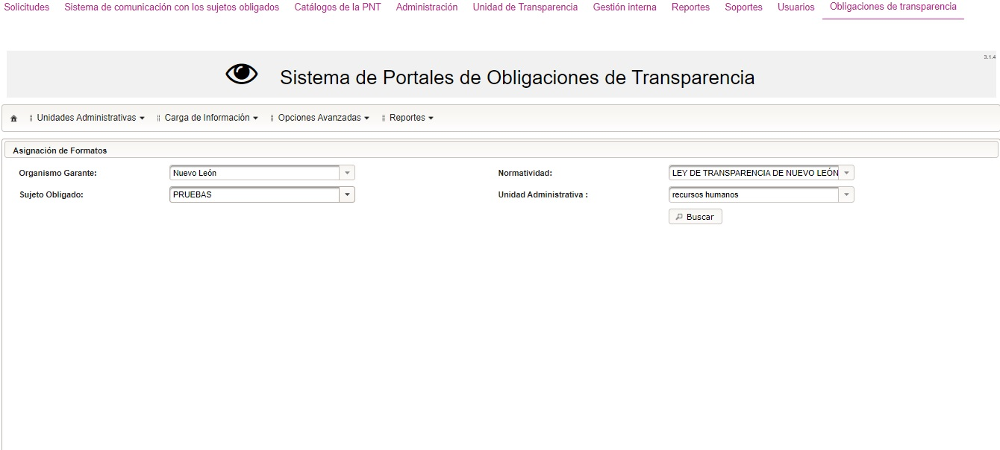 Solicitudes Sistema de comunicación con los sujetos obligados Catálogos de la PNT Administración Unidad de Transparencia Gestión interna Reportes Soportes Usuarios Obligaciones de transparencia
3.1.4
Sistema de Portales de Obligaciones de Transparencia
Unidades Administrativas Carga de Información Opciones Avanzadas Reportes
Asignación de Formatos
Organismo Garante: Nuevo León Normatividad: LEY DE TRANSPARENCIA DE NUEVO LEÓN
Sujeto Obligado: PRUEBAS Unidad Administrativa : recursos humanos
Buscar